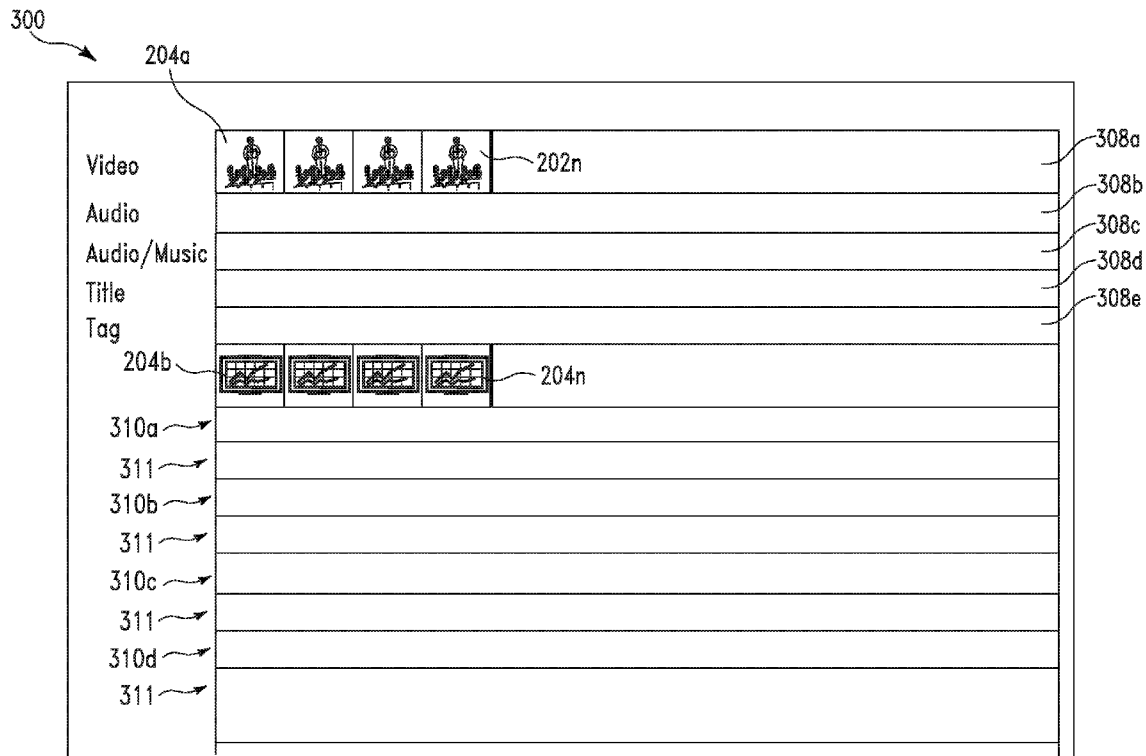 300
204a
Video
202n
308a
Audio
308b
Audio/Music
308c
Title
308d
Tag
308e
204b
204n
310a
311
310b
311
310c
311
310d
311